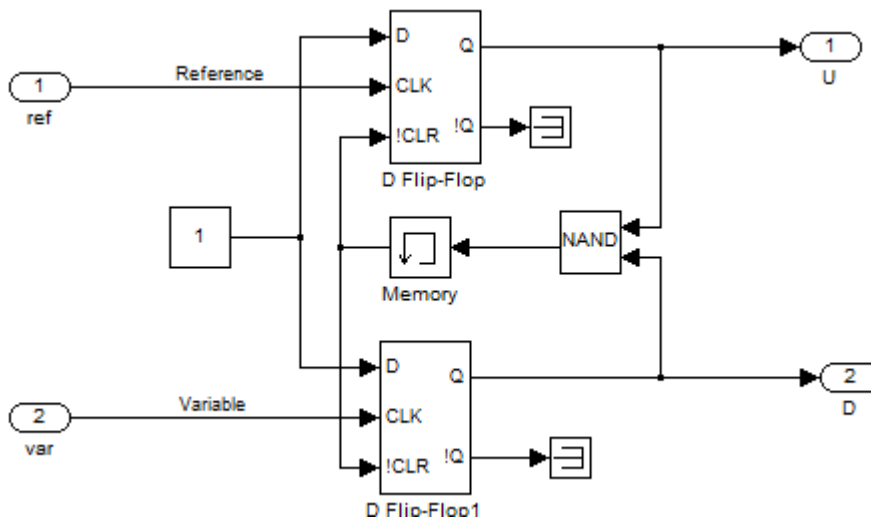 D
Q
1
U
Reference
1
CLK
ref
!CLR
!Q
D Flip-Flop
1
NAND
Memory
D
Q
2
D
Variable
2
CLK
var
!CLR
!Q
D Flip-Flop1